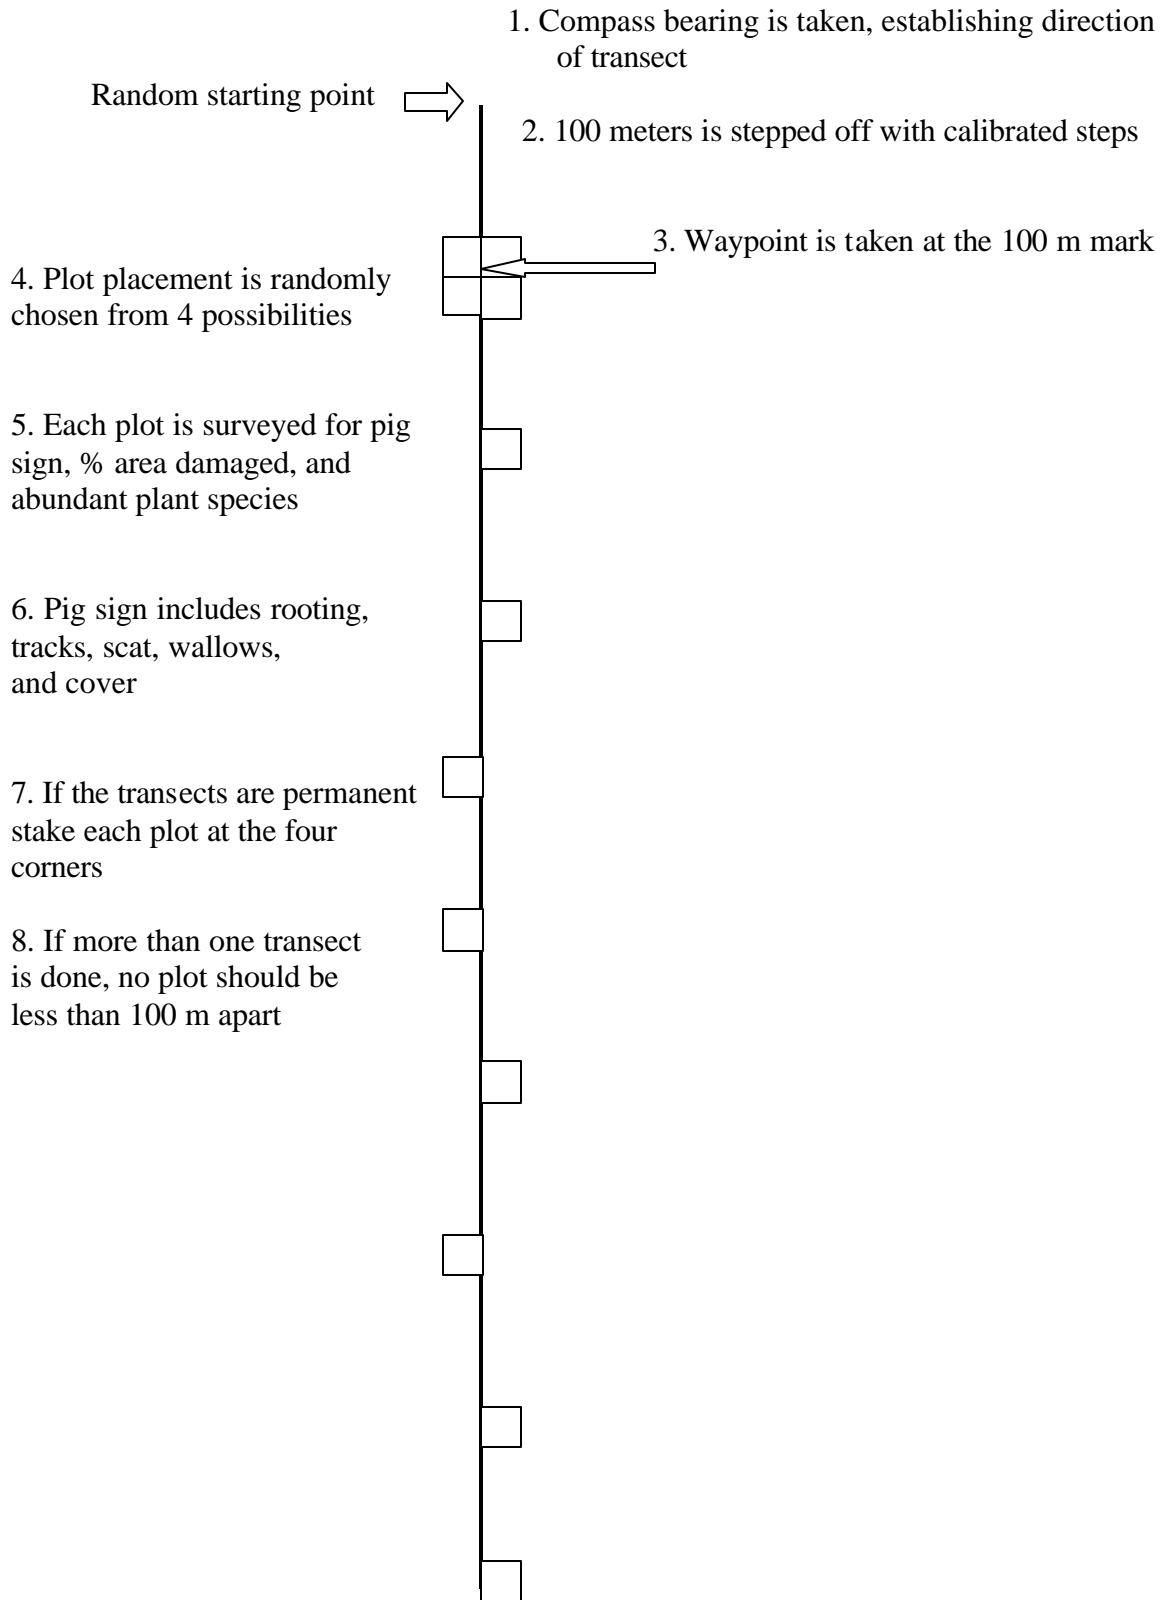 1. Compass bearing is taken, establishing direction
of transect
Random starting point
2. 100 meters is stepped off with calibrated steps
3. Waypoint is taken at the 100 m mark
4. Plot placement is randomly
chosen from 4 possibilities
5. Each plot is surveyed for pig
sign, % area damaged, and
abundant plant species
6. Pig sign includes rooting,
tracks, scat, wallows,
and cover
7. If the transects are permanent
stake each plot at the four
corners
8. If more than one transect
is done, no plot should be
less than 100 m apart